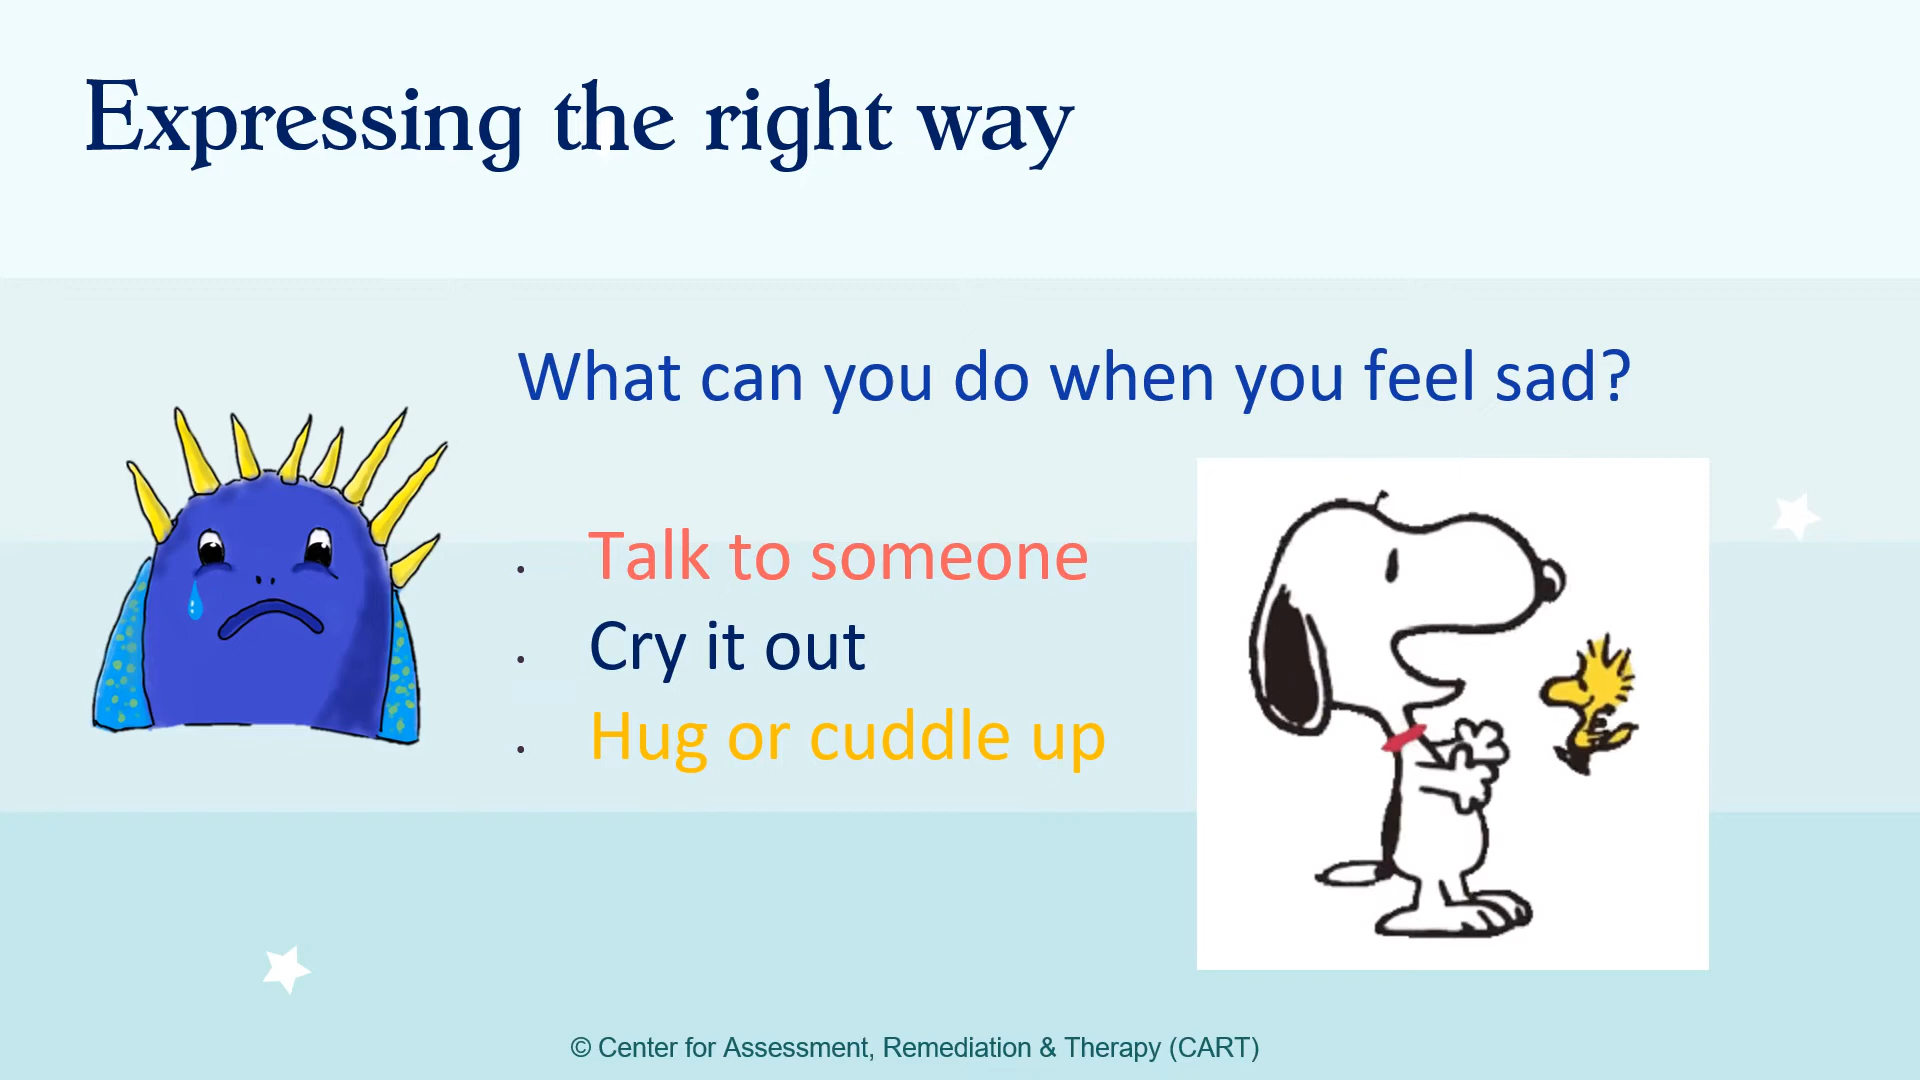 Expressing the right way
What can you do when you feel sad?
• Talk to someone
• Cry it out
• Hug or cuddle up
© Center for Assessment, Remediation & Therapy (CART)